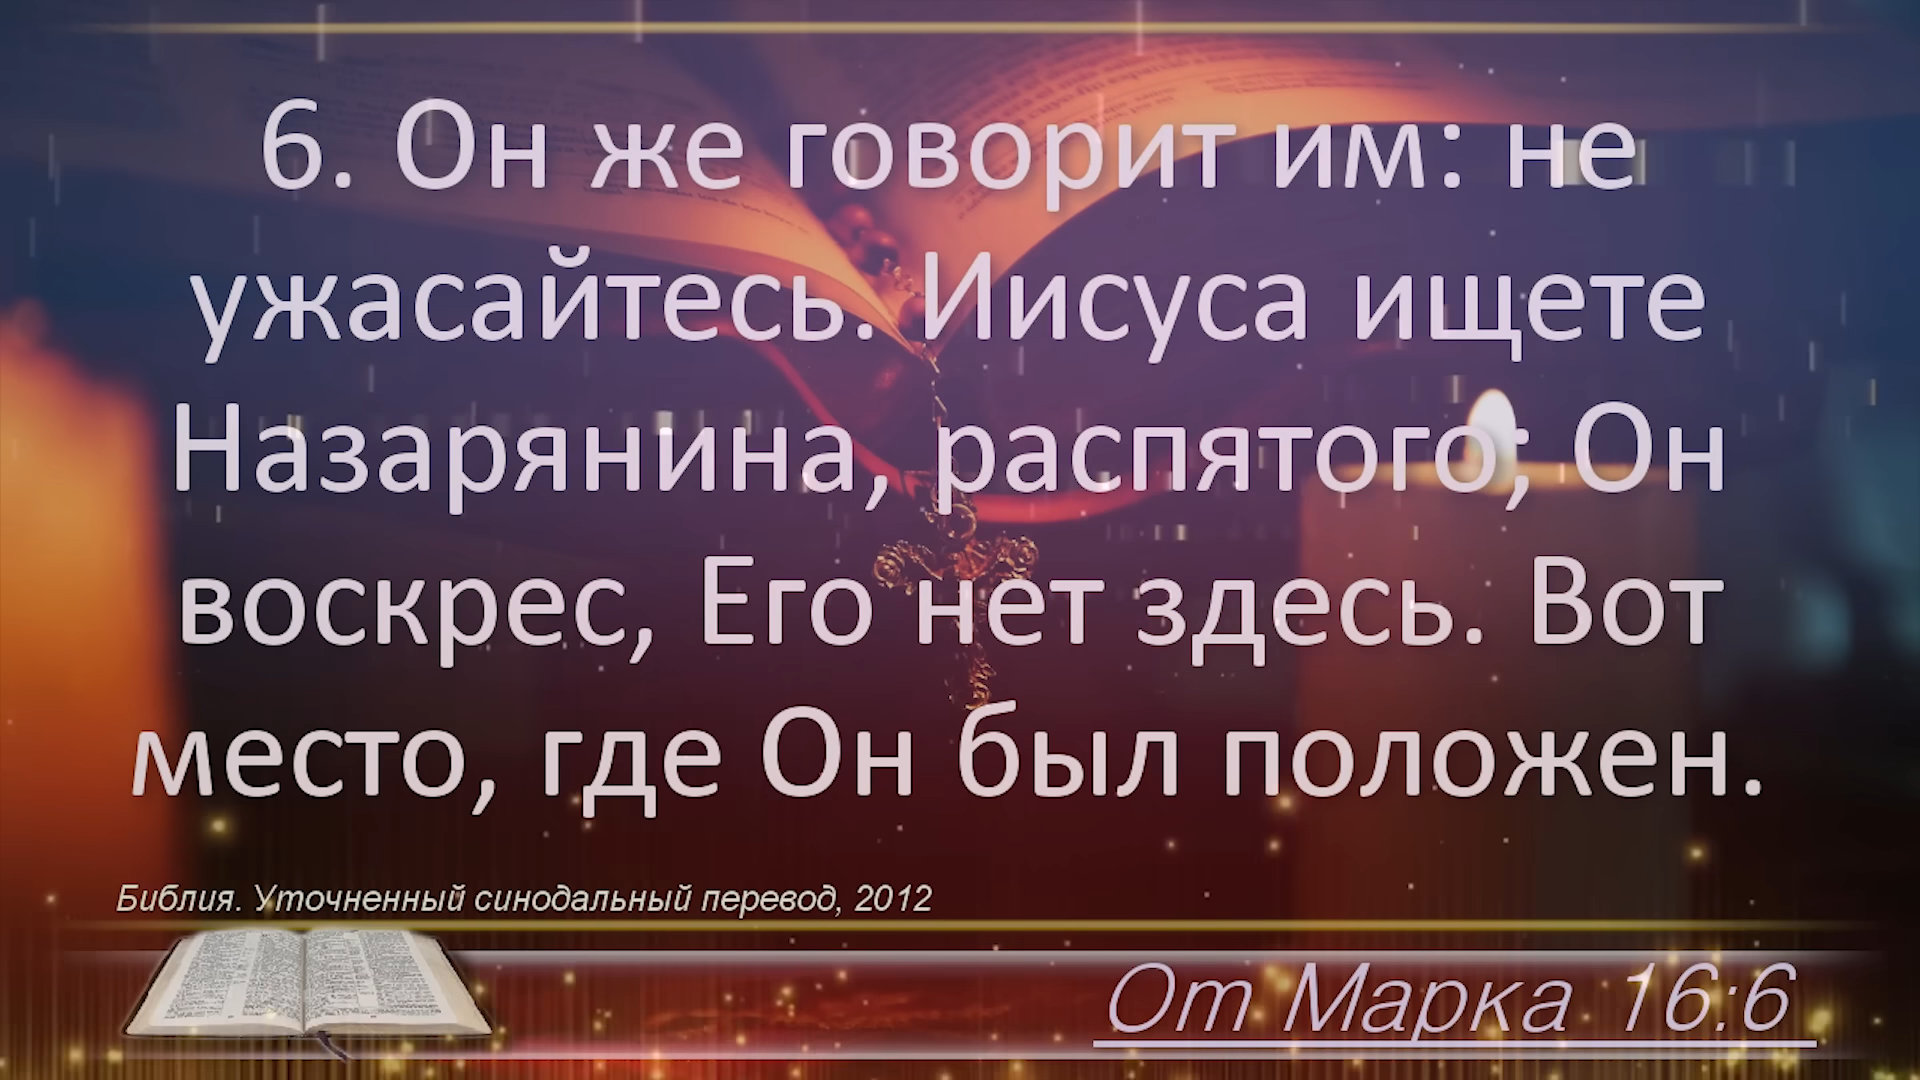 6. Он же говорит им: не
ужасайтесь. Иисуса ищете
Назарянина, распятого; Он
воскрес, Его нет здесь. Вот
место, где Он был положен.
Библия. Уточненный синодальный перевод, 2012
От Марка 16:6